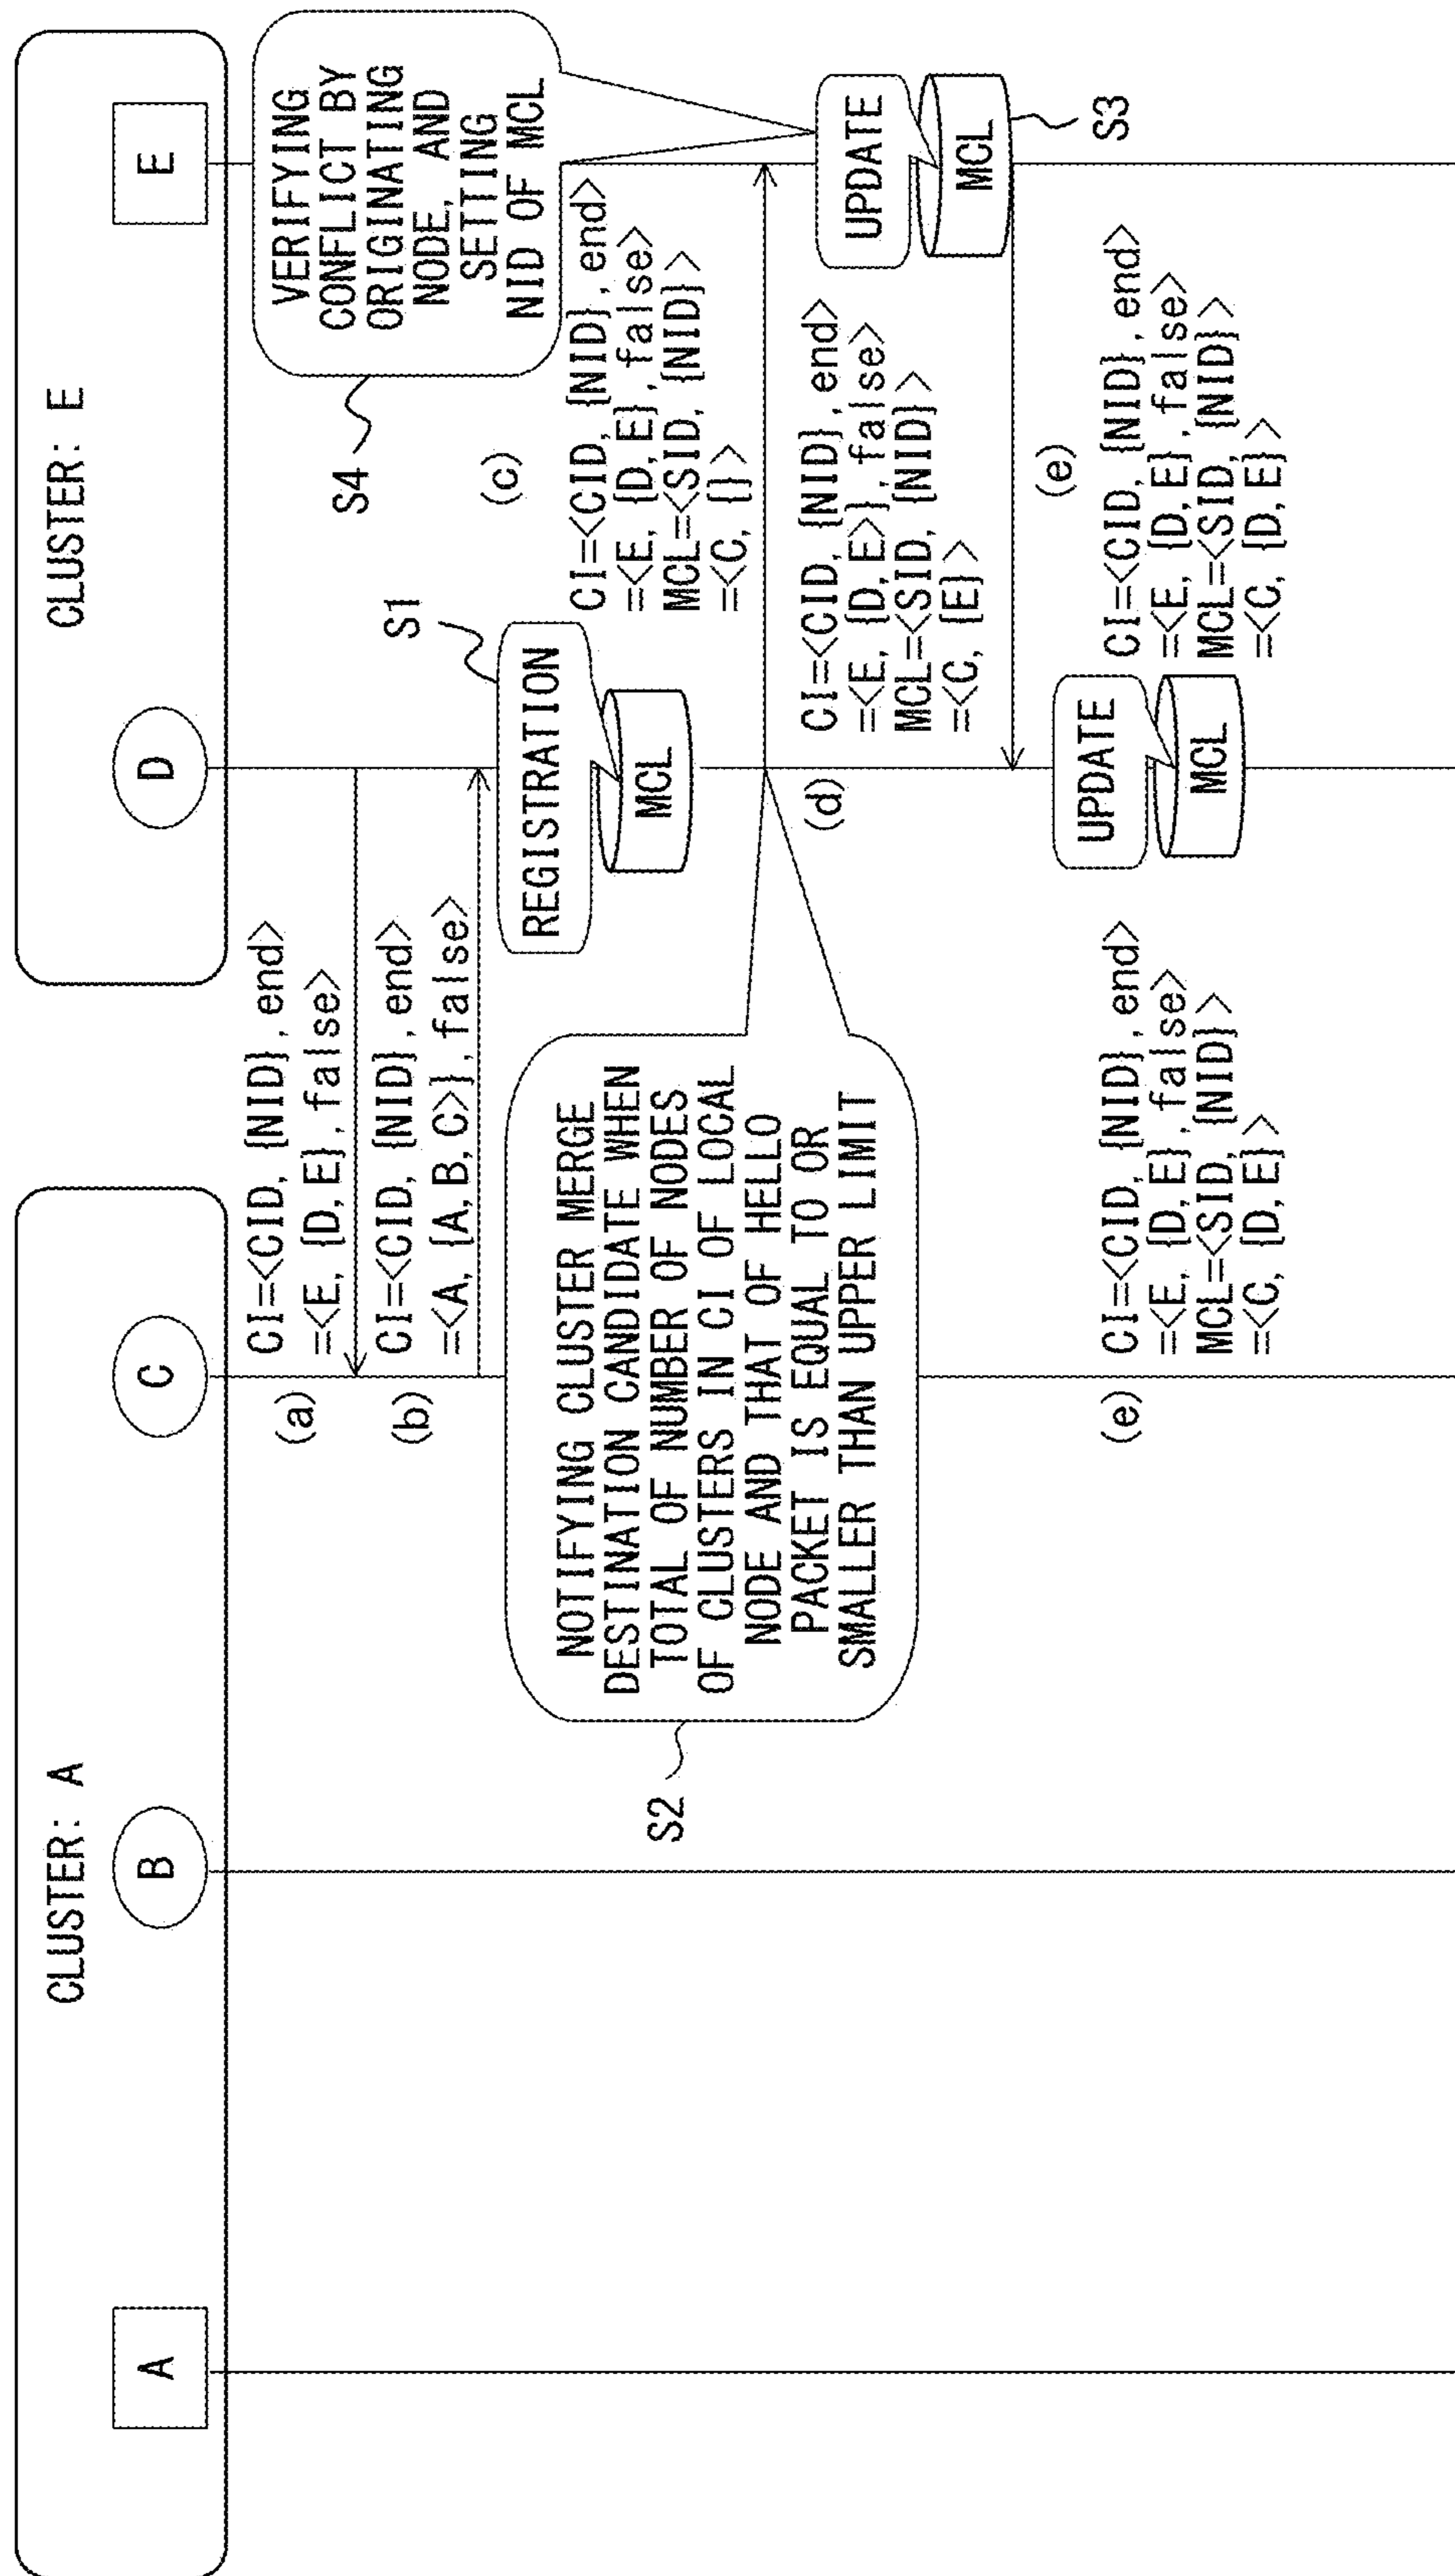 CLUSTER: A
CLUSTER: E
A
B
C
D
E
(a)
CI=<CID, {NID}, end>
=<E, {D, E}, false>
(b)
CI=<CID, {NID}, end>
=<A, {A, B, C>}, false>
VERIFYING
CONFLICT BY
ORIGINATING
NODE, AND
SETTING
NID OF MCL
S4
S1
REGISTRATION
MCL
NOTIFYING CLUSTER MERGE
DESTINATION CANDIDATE WHEN
TOTAL OF NUMBER OF NODES
OF CLUSTERS IN CI OF LOCAL
NODE AND THAT OF HELLO
PACKET IS EQUAL TO OR
SMALLER THAN UPPER LIMIT
S2
(c)
CI=<CID, {NID}, end>
=<E, {D, E}, false>
MCL=<SID, {NID}>
=<C, {}>
UPDATE
MCL
S3
(d)
CI=<CID, {NID}, end>
=<E, {D, E>}, false>
MCL=<SID, {NID}>
=<C, {E}>
UPDATE
MCL
(e)
CI=<CID, {NID}, end>
=<E, {D, E}, false>
MCL=<SID, {NID}>
=<C, {D, E}>
(e)
CI=<CID, {NID}, end>
=<E, {D, E}, false>
MCL=<SID, {NID}>
=<C, {D, E}>